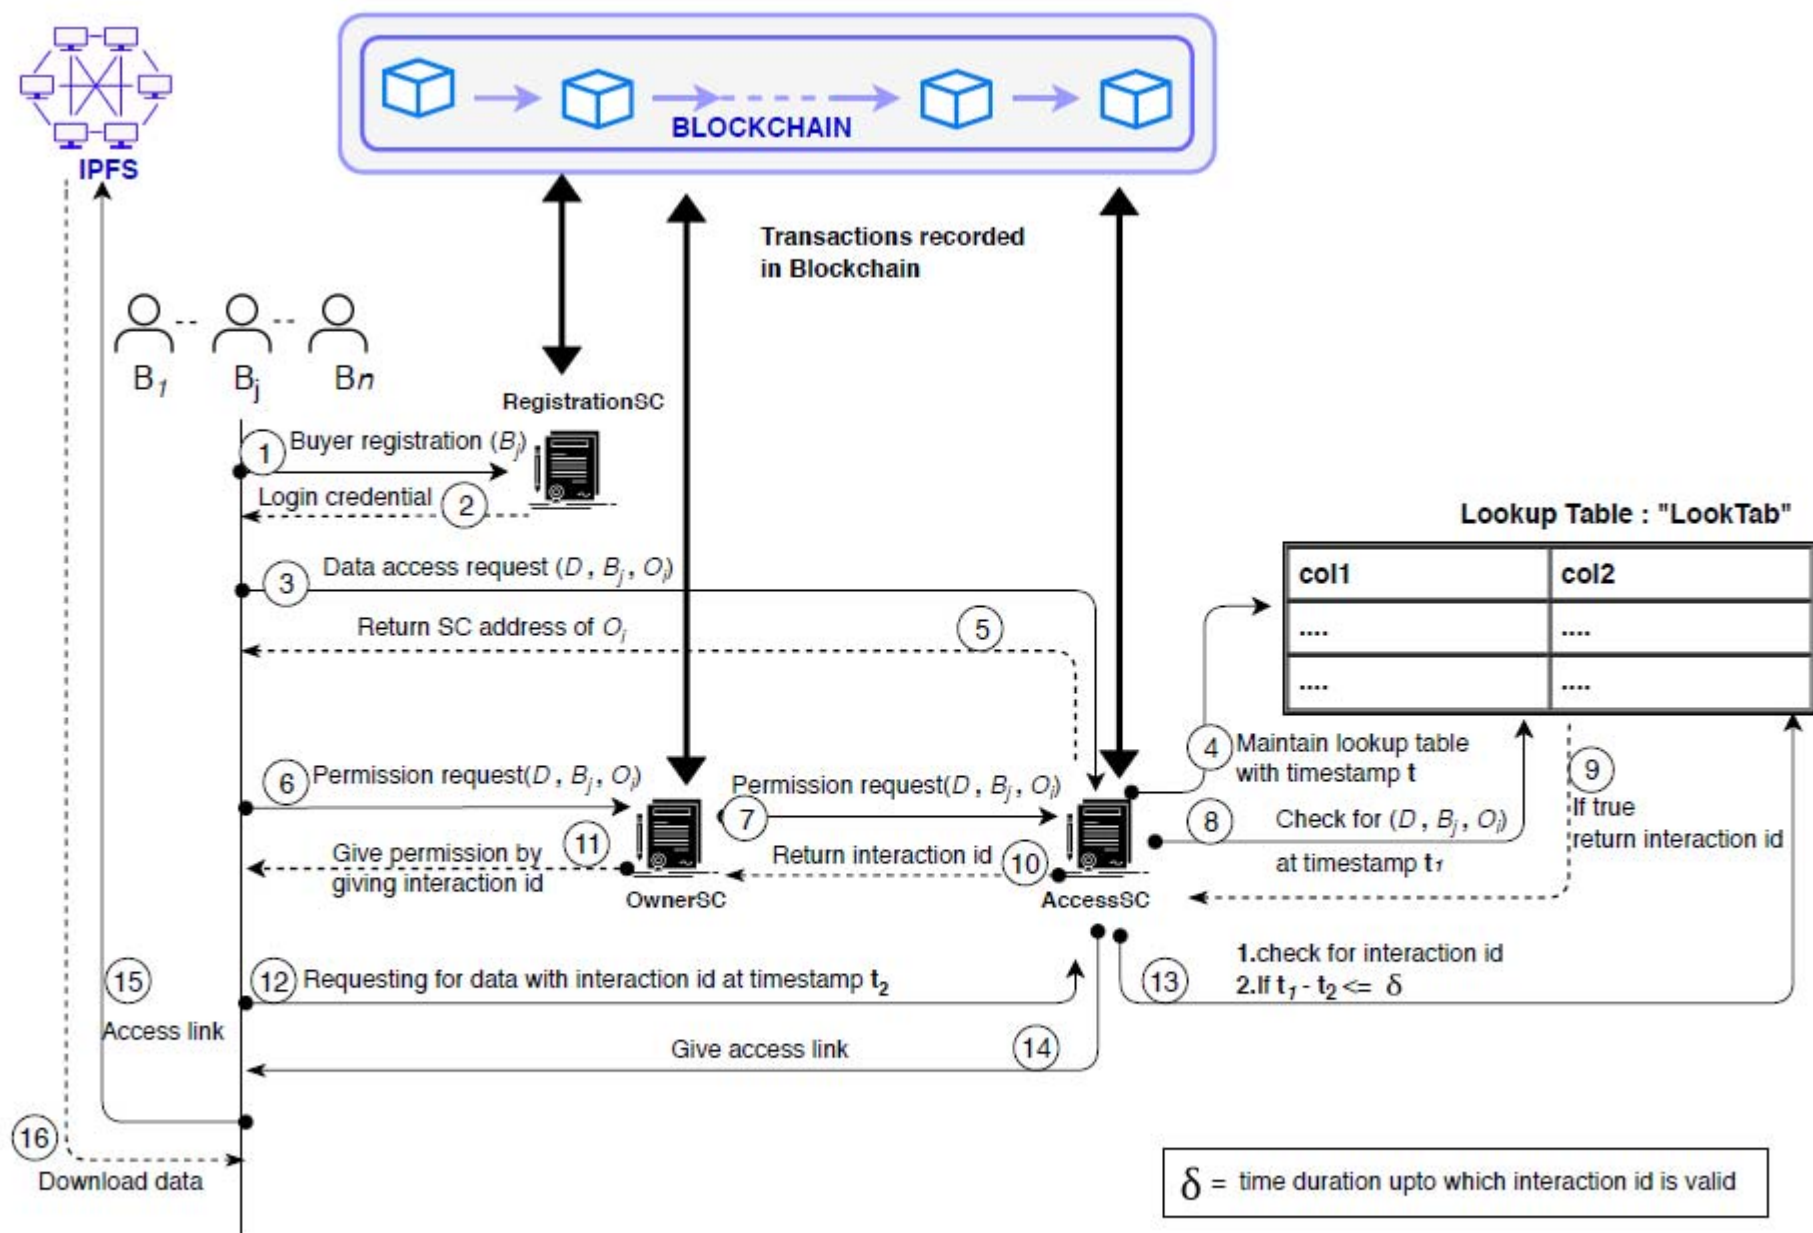 IPFS
BLOCKCHAIN
Transactions recorded
in Blockchain
B1
Bj
Bn
RegistrationSC
1
Buyer registration (Bj)
Login credential
2
Lookup Table : "LookTab"
col1
col2
....
....
....
....
3
Data access request (D , Bj , Oi)
Return SC address of Oi
5
4
Maintain lookup table
with timestamp t
6
Permission request(D , Bj , Oi)
7
Permission request(D , Bj , Oi)
8
Check for (D , Bj , Oi)
at timestamp t1
9
If true
return interaction id
11
Give permission by
giving interaction id
Return interaction id
10
OwnerSC
AccessSC
12
Requesting for data with interaction id at timestamp t2
13
1.check for interaction id
2.If t1 - t2 <= δ
15
Access link
Give access link
14
16
Download data
δ = time duration upto which interaction id is valid